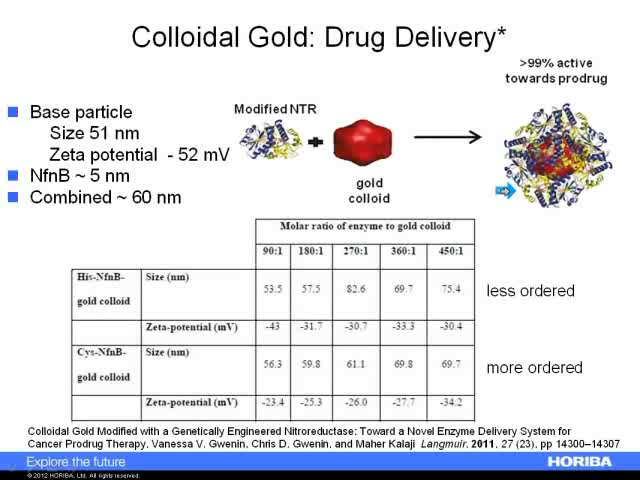 Colloidal Gold: Drug Delivery*
>99% active
towards prodrug
Base particle
Size 51 nm
Zeta potential - 52 mV
NfnB ~ 5 nm
Combined ~ 60 nm
Modified NTR
gold
colloid
Molar ratio of enzyme to gold colloid
90:1 180:1 270:1 360:1 450:1
His-NfnB-
gold colloid
Size (nm) 53.5 57.5 82.6 69.7 75.4
less ordered
Zeta-potential (mV) -43 -31.7 -30.7 -33.3 -30.4
Cys-NfnB-
gold colloid
Size (nm) 56.3 59.8 61.1 69.8 69.7
more ordered
Zeta-potential (mV) -23.4 -25.3 -26.0 -27.7 -34.2
Colloidal Gold Modified with a Genetically Engineered Nitroreductase: Toward a Novel Enzyme Delivery System for
Cancer Prodrug Therapy, Vanessa V. Gwenin, Chris D. Gwenin, and Maher Kalaji Langmuir, 2011, 27 (23), pp 14300–14307
Explore the future
HORIBA
© 2012 HORIBA, Ltd. All rights reserved.